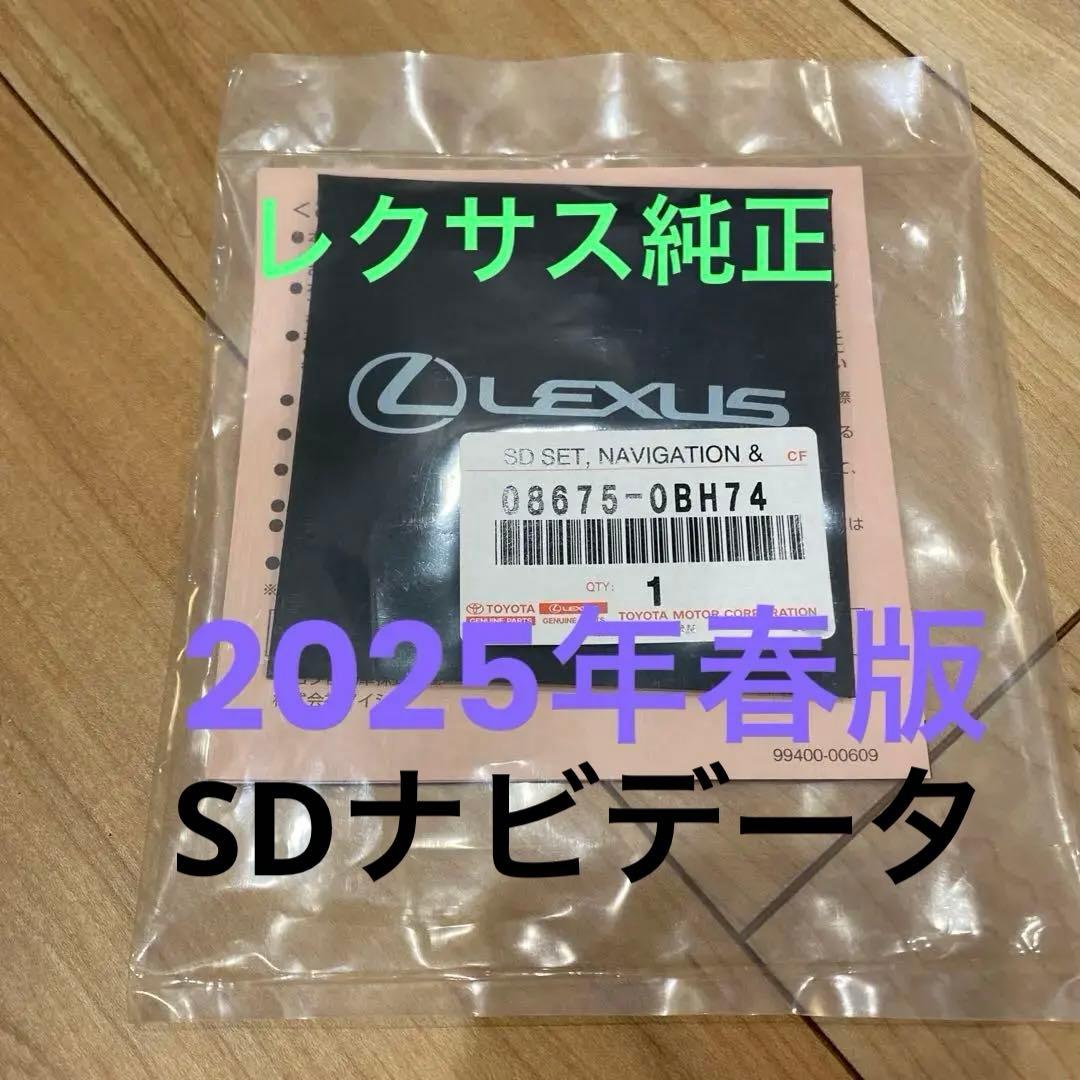 レクサス純正
LEXUS
SD SET, NAVIGATION & CF
08675-0BH74
QTY: 1
TOYOTA LEXUS TOYOTA MOTOR CORPORATION
GENUINE PARTS GENUINE PARTS
2025年春版
99400-00609
SDナビデータ